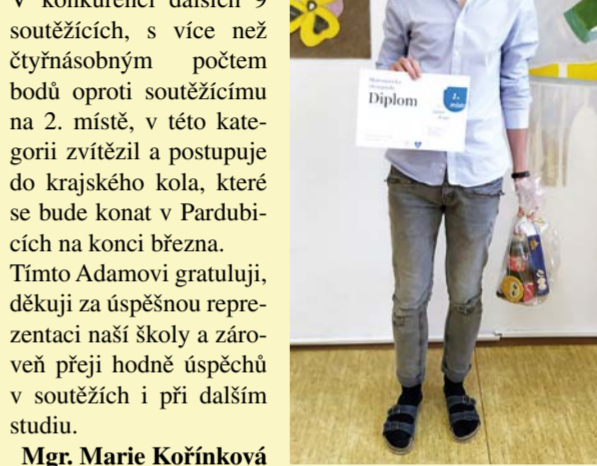 V konkurenci dalších 9
soutěžících, s více než
čtyřnásobným počtem
bodů oproti soutěžícímu
na 2. místě, v této kate-
gorii zvítězil a postupuje
do krajského kola, které
se bude konat v Pardubi-
cích na konci března.
Tímto Adamovi gratuluji,
děkuji za úspěšnou repre-
zentaci naší školy a záro-
veň přeji hodně úspěchů
v soutěžích i při dalším
studiu.
Mgr. Marie Kořínková
Diplom
1.
místo